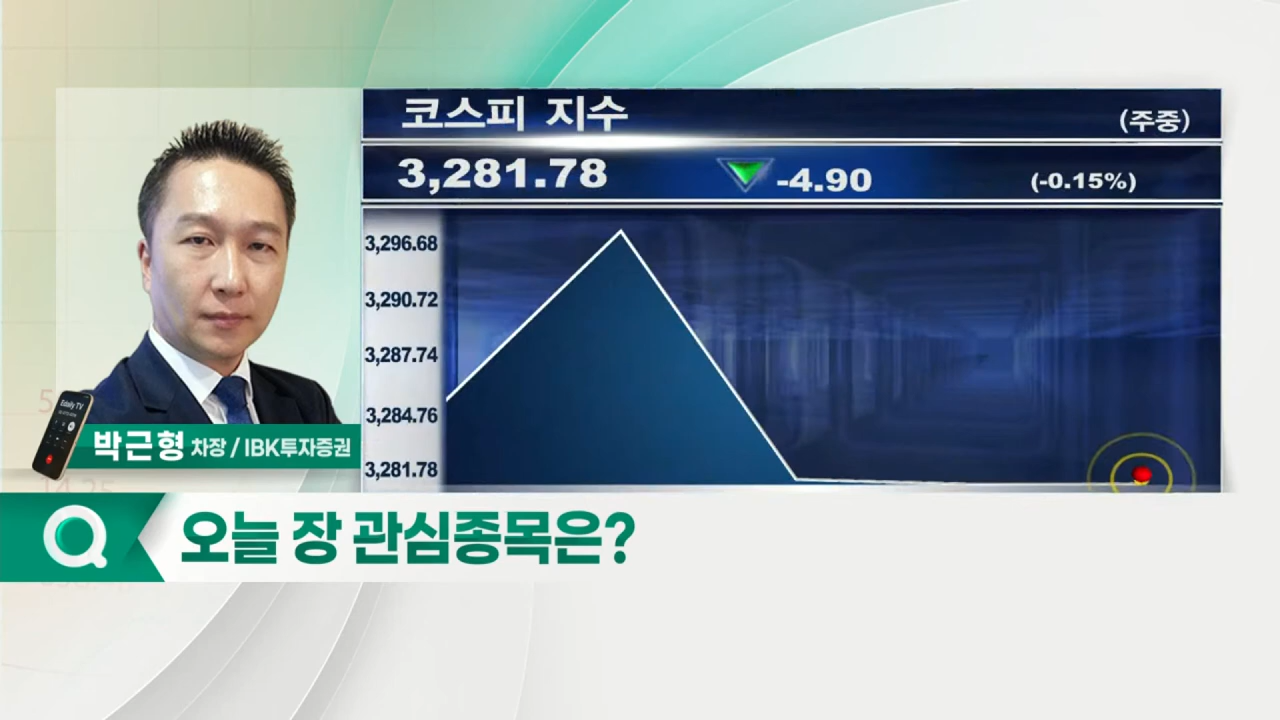 코스피 지수
(주중)
3,281.78
-4.90
(-0.15%)
3,296.68
3,290.72
3,287.74
3,284.76
3,281.78
Edaily TV
박근형 차장 / IBK투자증권
Q 오늘 장 관심종목은?